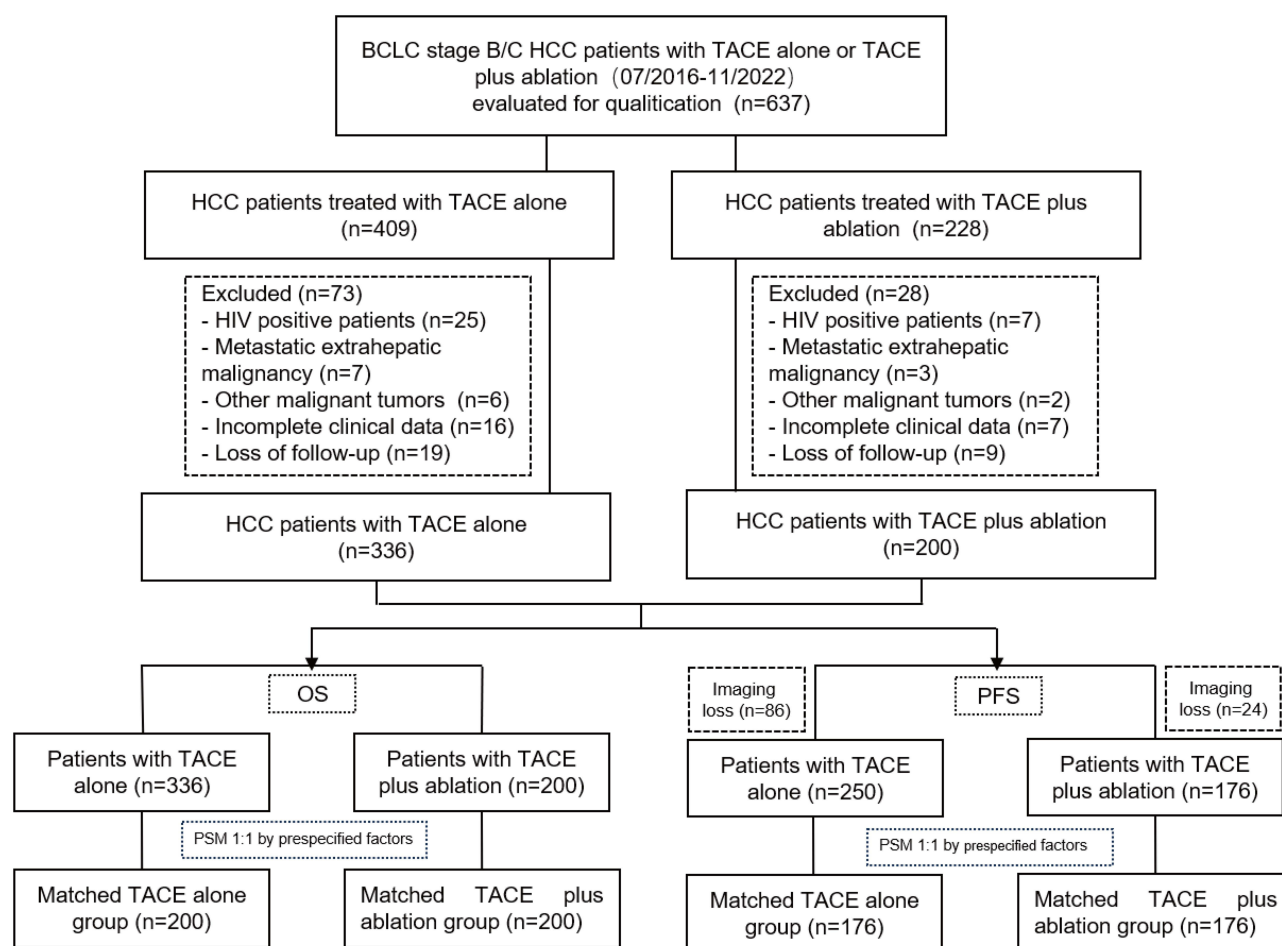 BCLC stage B/C HCC patients with TACE alone or TACE
plus ablation (07/2016-11/2022)
evaluated for qualitication (n=637)
HCC patients treated with TACE alone
(n=409)
HCC patients treated with TACE plus
ablation (n=228)
Excluded (n=73)
- HIV positive patients (n=25)
- Metastatic extrahepatic
malignancy (n=7)
- Other malignant tumors (n=6)
- Incomplete clinical data (n=16)
- Loss of follow-up (n=19)
Excluded (n=28)
- HIV positive patients (n=7)
- Metastatic extrahepatic
malignancy (n=3)
- Other malignant tumors (n=2)
- Incomplete clinical data (n=7)
- Loss of follow-up (n=9)
HCC patients with TACE alone
(n=336)
HCC patients with TACE plus ablation
(n=200)
OS
Imaging
loss (n=86)
PFS
Imaging
loss (n=24)
Patients with TACE
alone (n=336)
Patients with TACE
plus ablation (n=200)
Patients with TACE
alone (n=250)
Patients with TACE
plus ablation (n=176)
PSM 1:1 by prespecified factors
PSM 1:1 by prespecified factors
Matched TACE alone
group (n=200)
Matched TACE plus
ablation group (n=200)
Matched TACE alone
group (n=176)
Matched TACE plus
ablation group (n=176)